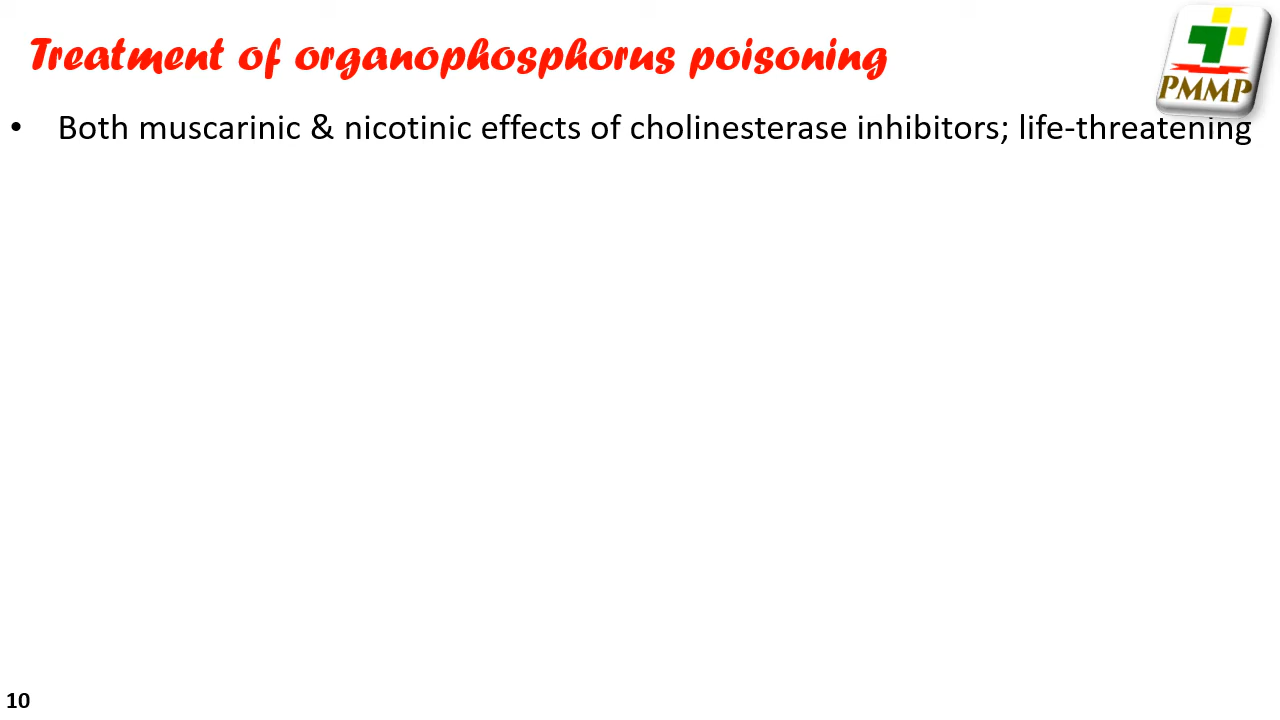 Treatment of organophosphorus poisoning
PMMP
• Both muscarinic & nicotinic effects of cholinesterase inhibitors; life-threatening
10